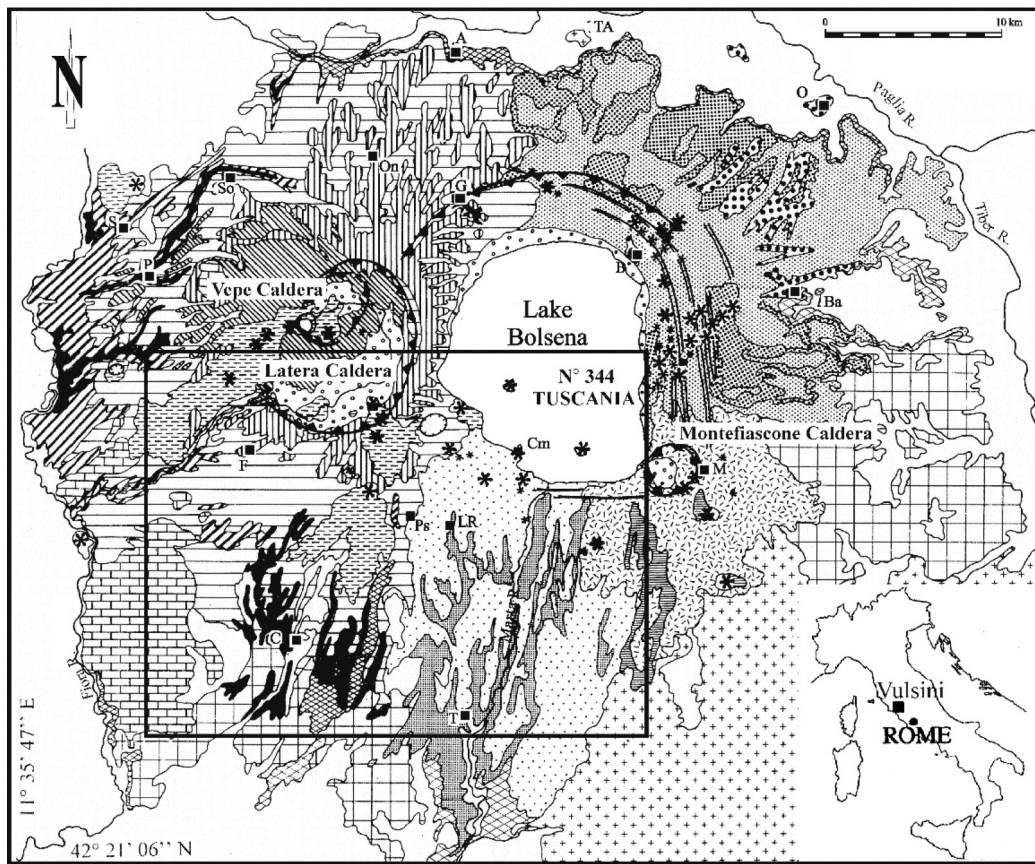 A
TA
0
10 km
N
O
Paglia R.
On
So
G
S
Tiber R.
B
P
Vepe Caldera
Ba
Lake
Bolsena
Latera Caldera
N° 344
TUSCANIA
Montefiascone Caldera
Cm
F
M
Ps
LR
C
Vulsini
T
ROME
11° 35' 47'' E
42° 21' 06'' N